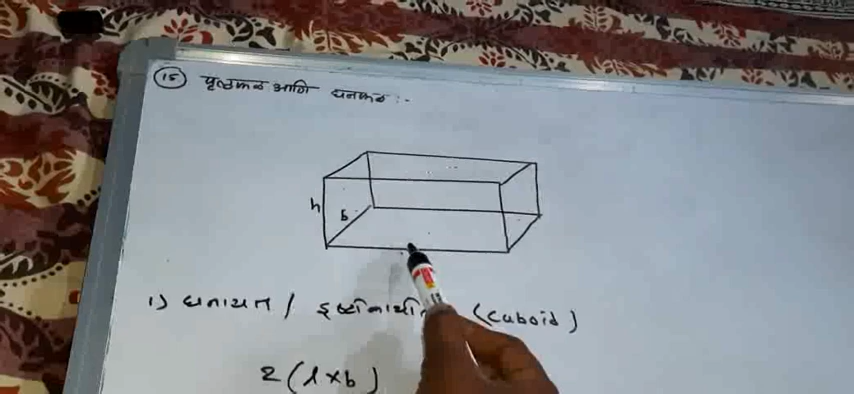 15 पृष्ठफळ आणि घनफळ :-
h
b
1) घनायत / इष्टीका (cuboid)
2 ( l × b )